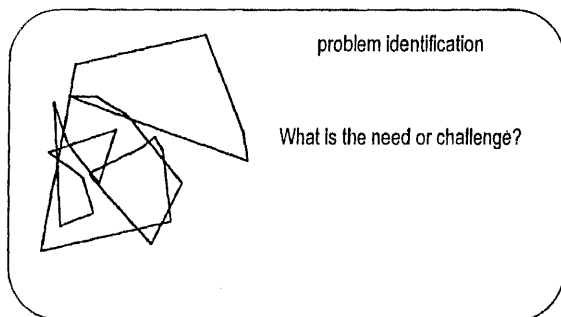 problem identification
What is the need or challenge?